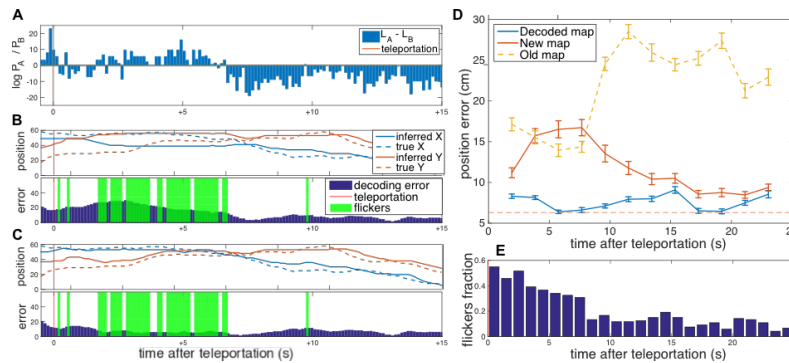 A
log P_A / P_B
20
0
-20
L_A - L_B
teleportation
0
+5
+10
+15
B
position
60
40
20
0
inferred X
true X
inferred Y
true Y
error
40
20
0
decoding error
teleportation
flickers
0
+5
+10
+15
C
position
60
40
20
0
error
40
20
0
0
+5
+10
+15
time after teleportation (s)
D
position error (cm)
30
25
20
15
10
5
Decoded map
New map
Old map
0
5
10
15
20
time after teleportation (s)
E
flickers fraction
0.6
0.4
0.2
0
0
5
10
15
20
time after teleportation (s)